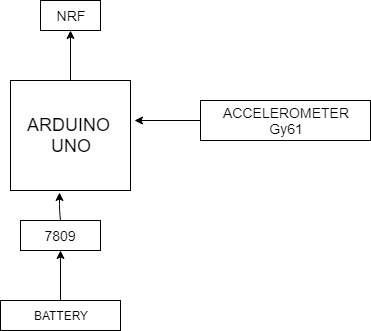 NRF
ARDUINO
UNO
ACCELEROMETER
Gy61
7809
BATTERY